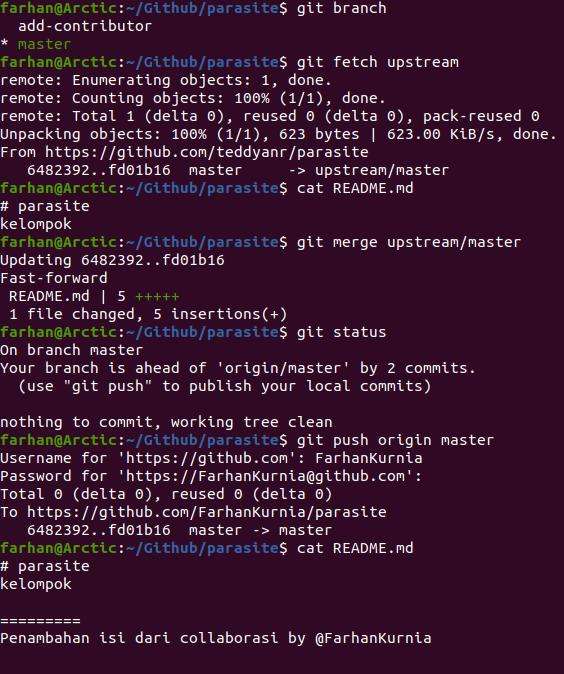 farhan@Arctic:~/Github/parasite$ git branch
  add-contributor
* master
farhan@Arctic:~/Github/parasite$ git fetch upstream
remote: Enumerating objects: 1, done.
remote: Counting objects: 100% (1/1), done.
remote: Total 1 (delta 0), reused 0 (delta 0), pack-reused 0
Unpacking objects: 100% (1/1), 623 bytes | 623.00 KiB/s, done.
From https://github.com/teddyanr/parasite
   6482392..fd01b16  master     -> upstream/master
farhan@Arctic:~/Github/parasite$ cat README.md
# parasite
kelompok
farhan@Arctic:~/Github/parasite$ git merge upstream/master
Updating 6482392..fd01b16
Fast-forward
 README.md | 5 +++++
 1 file changed, 5 insertions(+)
farhan@Arctic:~/Github/parasite$ git status
On branch master
Your branch is ahead of 'origin/master' by 2 commits.
  (use "git push" to publish your local commits)

nothing to commit, working tree clean
farhan@Arctic:~/Github/parasite$ git push origin master
Username for 'https://github.com': FarhanKurnia
Password for 'https://FarhanKurnia@github.com':
Total 0 (delta 0), reused 0 (delta 0)
To https://github.com/FarhanKurnia/parasite
   6482392..fd01b16  master -> master
farhan@Arctic:~/Github/parasite$ cat README.md
# parasite
kelompok

=========
Penambahan isi dari collaborasi by @FarhanKurnia